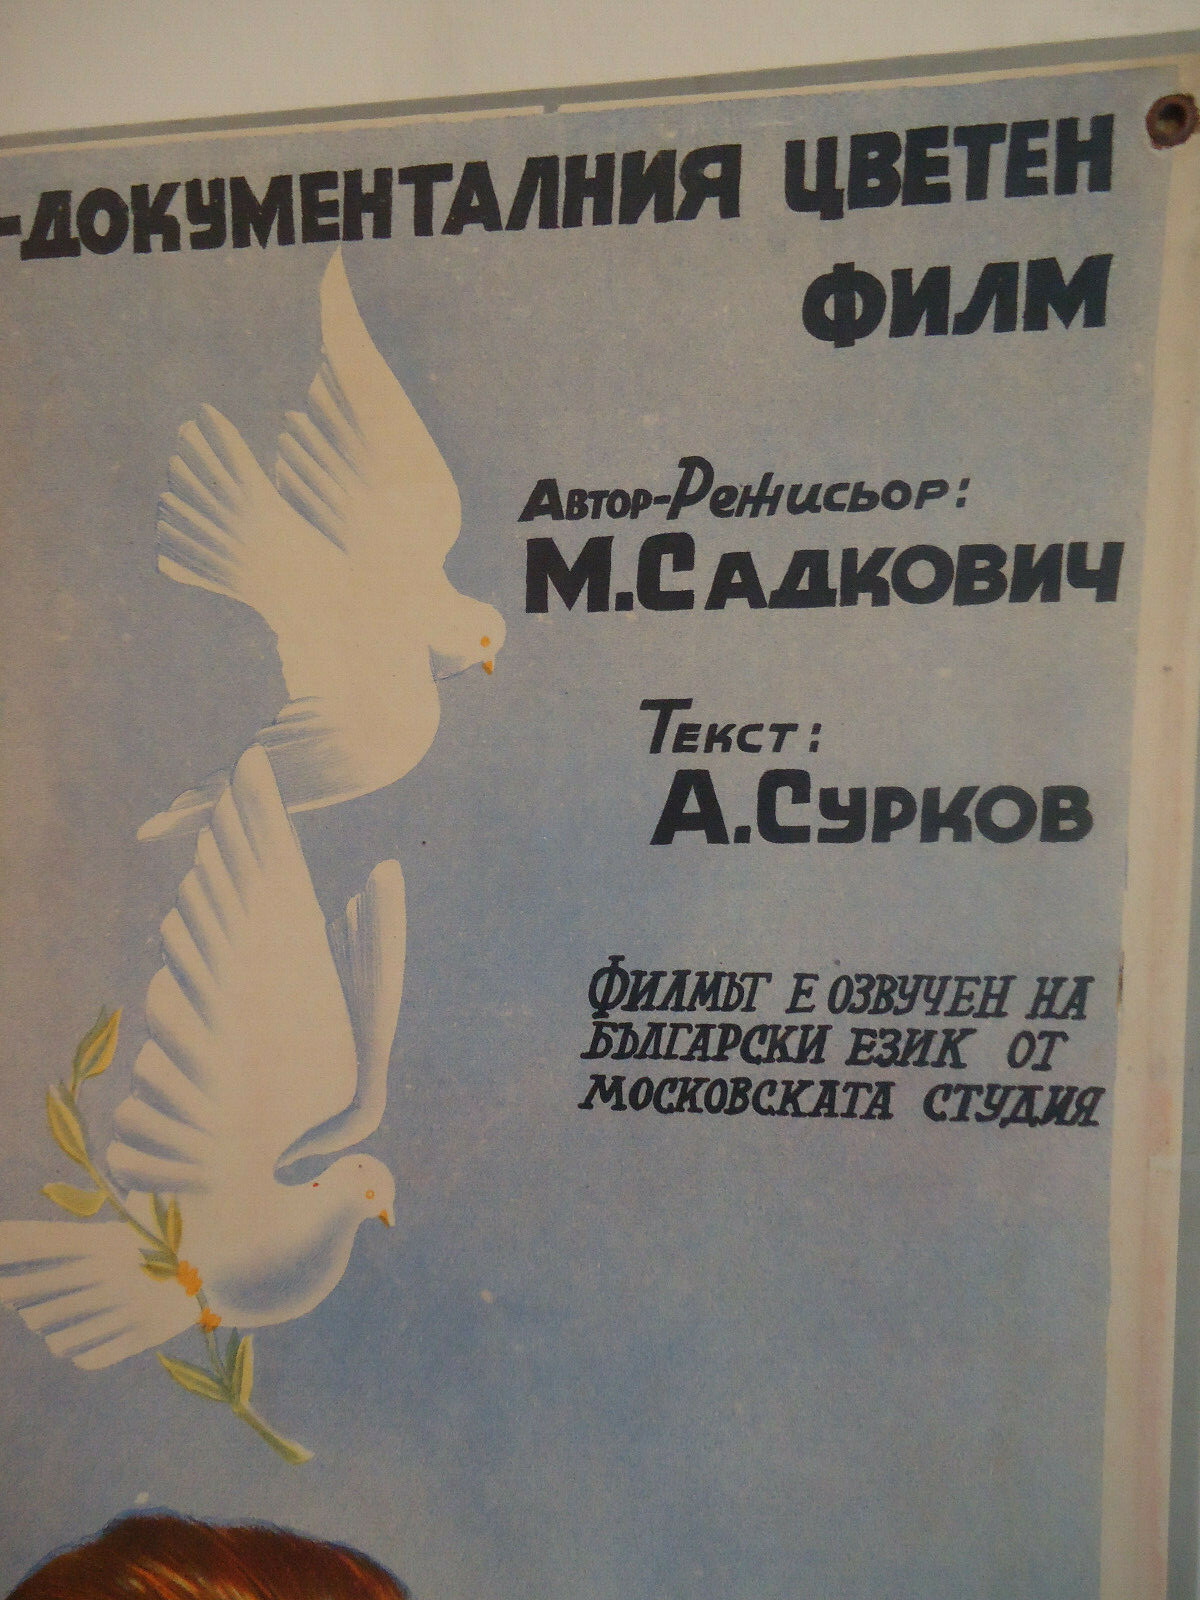 -ДОКУМЕНТАЛНИЯ ЦВЕТЕН
ФИЛМ
АВТОР-РЕЖИСЬОР:
М.САДКОВИЧ
ТЕКСТ:
А.СУРКОВ
ФИЛМЪТ Е ОЗВУЧЕН НА
БЪЛГАРСКИ ЕЗИК ОТ
МОСКОВСКАТА СТУДИЯ